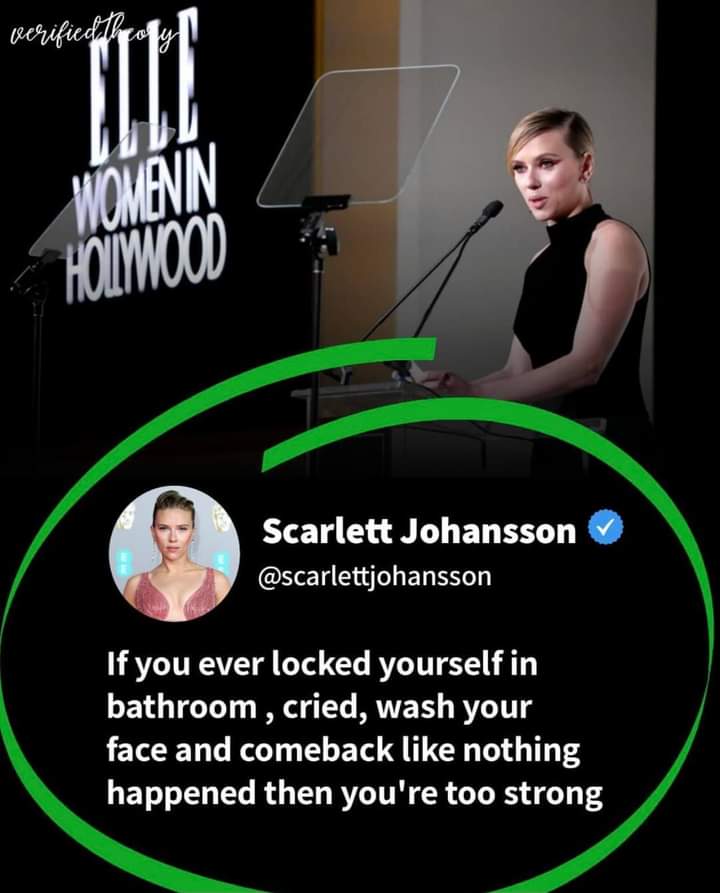 verifiedtheory
ELLE
WOMEN IN
HOLLYWOOD
Scarlett Johansson
@scarlettjohansson
If you ever locked yourself in
bathroom , cried, wash your
face and comeback like nothing
happened then you're too strong